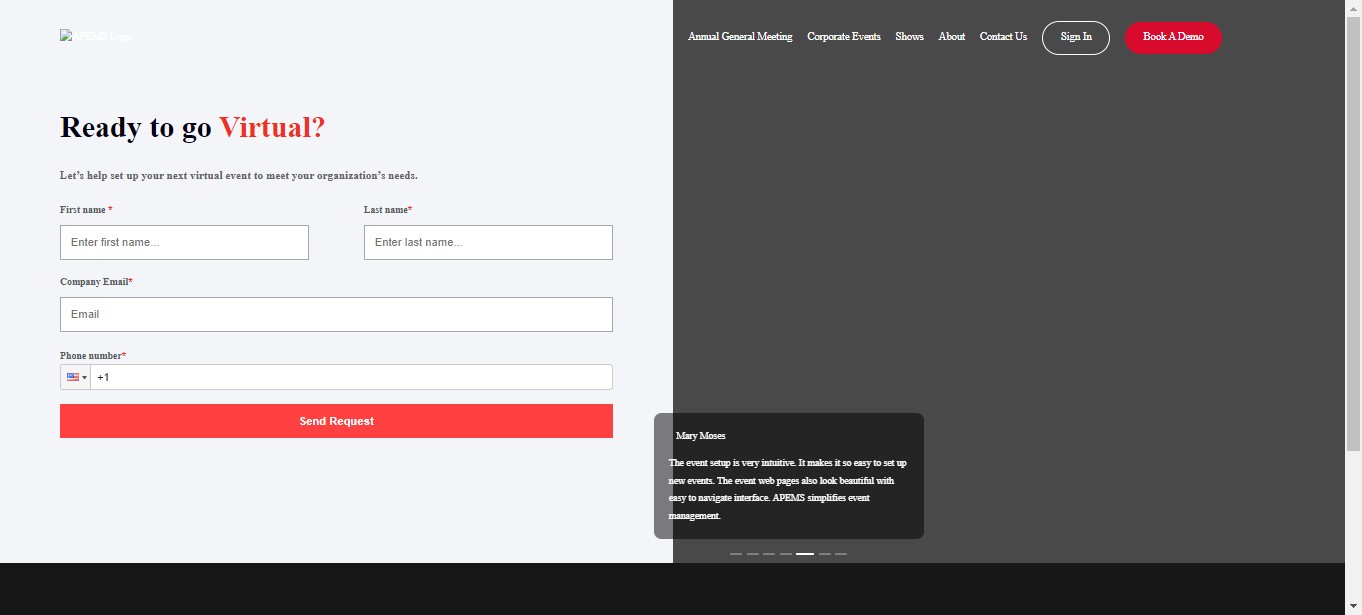 APEMS Logo
Annual General Meeting
Corporate Events
Shows
About
Contact Us
Sign In
Book A Demo
Ready to go Virtual?
Let’s help set up your next virtual event to meet your organization’s needs.
First name *
Last name*
Enter first name...
Enter last name...
Company Email*
Email
Phone number*
+1
Send Request
Mary Moses
The event setup is very intuitive. It makes it so easy to set up
new events. The event web pages also look beautiful with
easy to navigate interface. APEMS simplifies event
management.